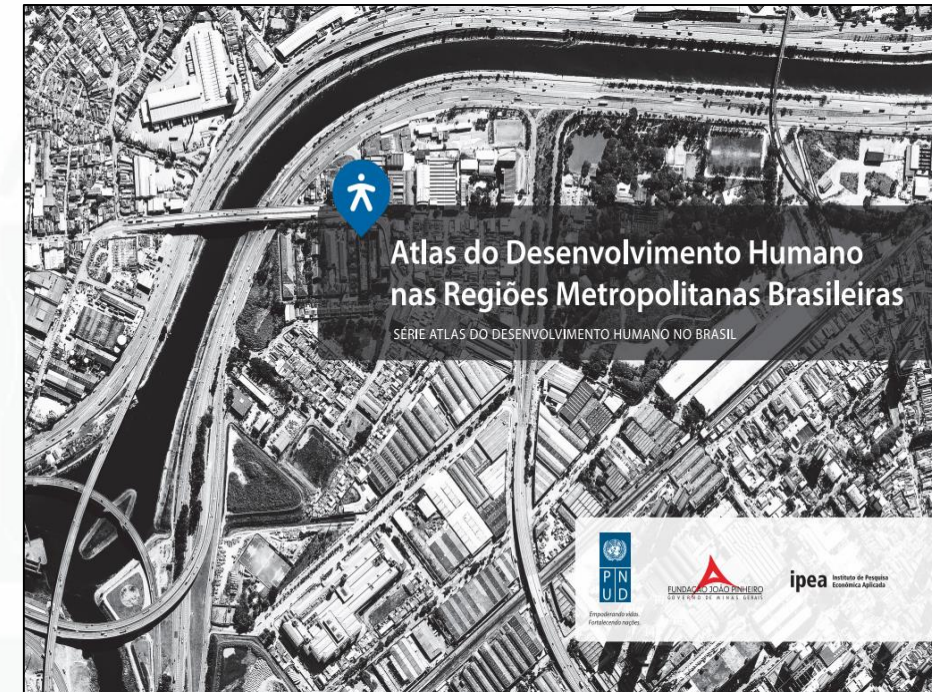 Atlas do Desenvolvimento Humano
nas Regiões Metropolitanas Brasileiras
SÉRIE ATLAS DO DESENVOLVIMENTO HUMANO NO BRASIL
P N
U D
Empoderando vidas.
Fortalecendo nações.
FUNDAÇÃO JOÃO PINHEIRO
GOVERNO DE MINAS GERAIS
ipea Instituto de Pesquisa
Econômica Aplicada